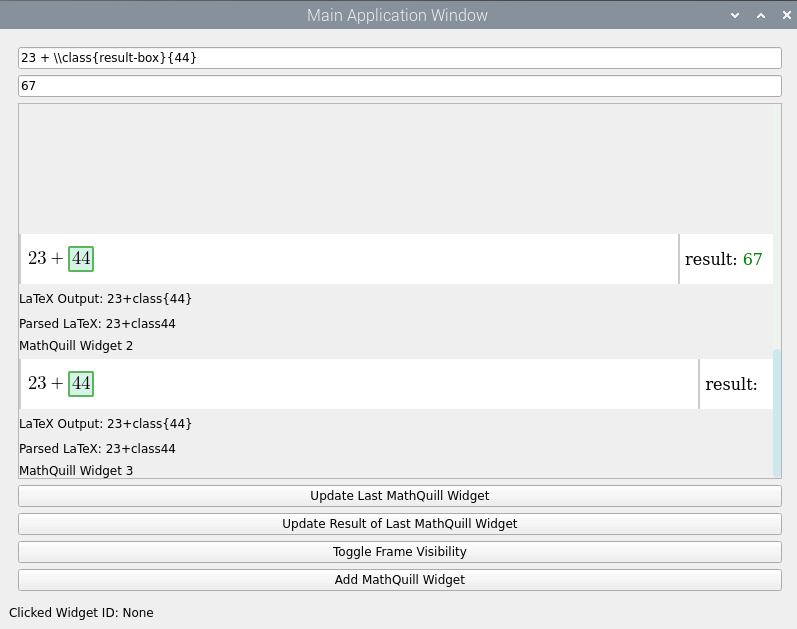 Main Application Window
23 + \\class{result-box}{44}
67
23 + 44 result: 67
LaTeX Output: 23+class{44}
Parsed LaTeX: 23+class44
MathQuill Widget 2
23 + 44 result:
LaTeX Output: 23+class{44}
Parsed LaTeX: 23+class44
MathQuill Widget 3
Update Last MathQuill Widget
Update Result of Last MathQuill Widget
Toggle Frame Visibility
Add MathQuill Widget
Clicked Widget ID: None